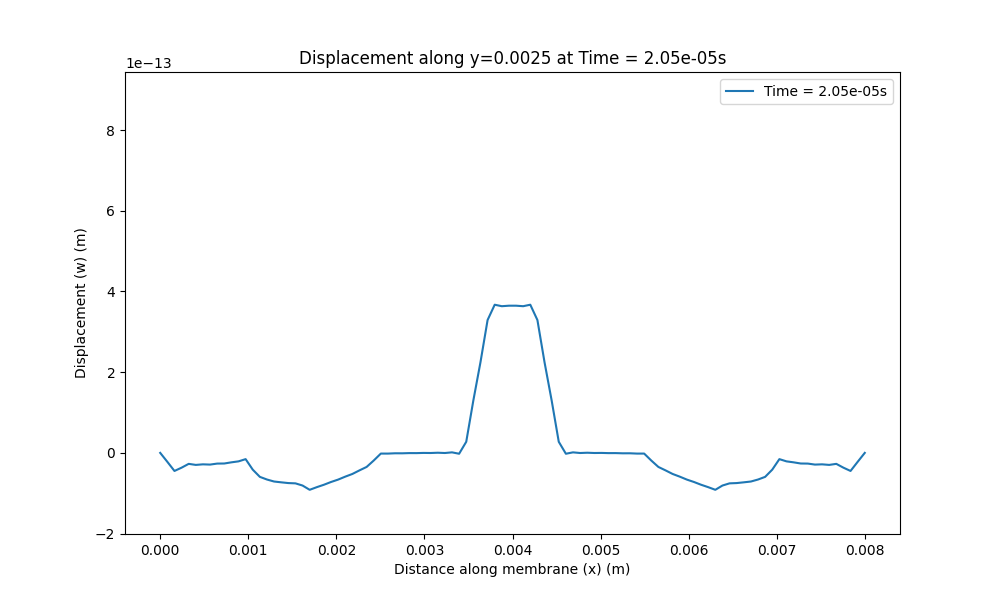 Displacement along y=0.0025 at Time = 2.05e-05s
1e−13
Time = 2.05e-05s
8
6
4
2
0
−2
Displacement (w) (m)
0.000 0.001 0.002 0.003 0.004 0.005 0.006 0.007 0.008
Distance along membrane (x) (m)